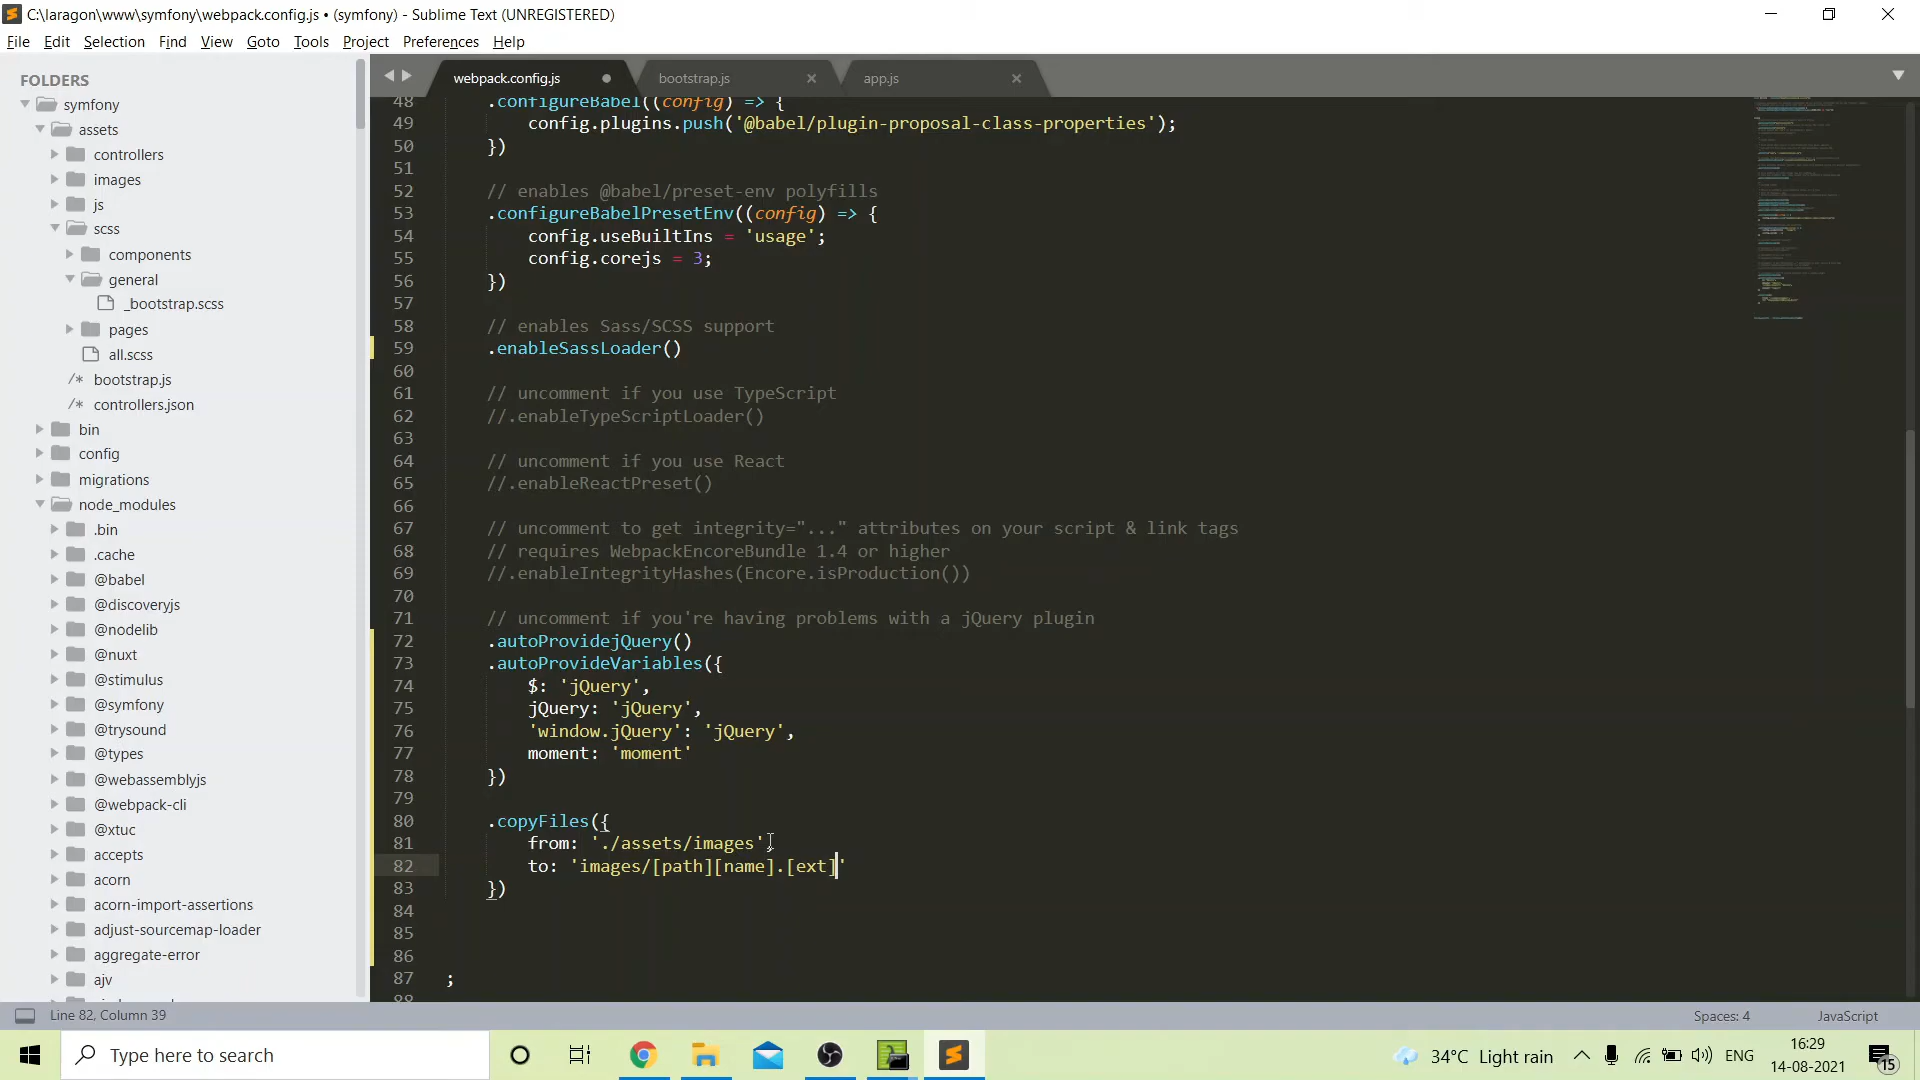 C:\laragon\www\symfony\webpack.config.js • (symfony) - Sublime Text (UNREGISTERED)
File Edit Selection Find View Goto Tools Project Preferences Help
FOLDERS
symfony
assets
controllers
images
js
scss
components
general
_bootstrap.scss
pages
all.scss
/* bootstrap.js
/* controllers.json
bin
config
migrations
node_modules
.bin
.cache
@babel
@discoveryjs
@nodelib
@nuxt
@stimulus
@symfony
@trysound
@types
@webassemblyjs
@webpack-cli
@xtuc
accepts
acorn
acorn-import-assertions
adjust-sourcemap-loader
aggregate-error
ajv
webpack.config.js bootstrap.js app.js
48 .configureBabel((config) => {
49 config.plugins.push('@babel/plugin-proposal-class-properties');
50 })
51
52 // enables @babel/preset-env polyfills
53 .configureBabelPresetEnv((config) => {
54 config.useBuiltIns = 'usage';
55 config.corejs = 3;
56 })
57
58 // enables Sass/SCSS support
59 .enableSassLoader()
60
61 // uncomment if you use TypeScript
62 //.enableTypeScriptLoader()
63
64 // uncomment if you use React
65 //.enableReactPreset()
66
67 // uncomment to get integrity="..." attributes on your script & link tags
68 // requires WebpackEncoreBundle 1.4 or higher
69 //.enableIntegrityHashes(Encore.isProduction())
70
71 // uncomment if you're having problems with a jQuery plugin
72 .autoProvidejQuery()
73 .autoProvideVariables({
74 $: 'jQuery',
75 jQuery: 'jQuery',
76 'window.jQuery': 'jQuery',
77 moment: 'moment'
78 })
79
80 .copyFiles({
81 from: './assets/images'
82 to: 'images/[path][name].[ext]'
83 })
84
85
86
87 ;
88
Line 82, Column 39 Spaces: 4 JavaScript
Type here to search
34°C Light rain
ENG
16:29
14-08-2021
15